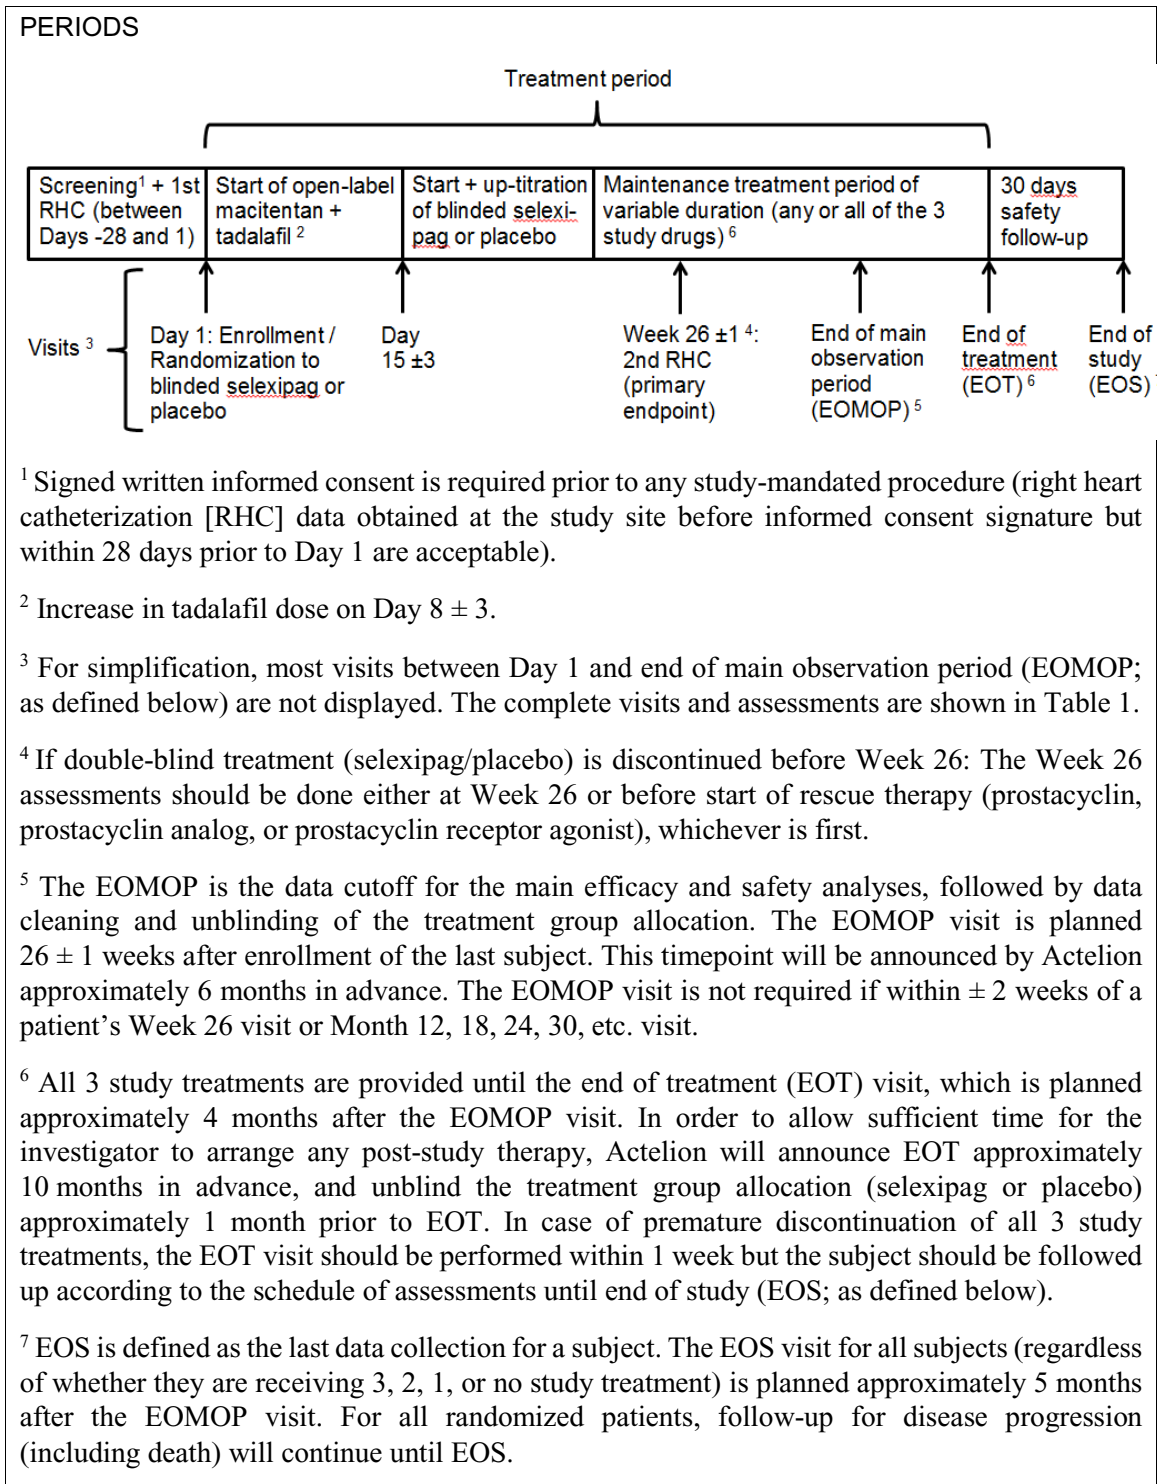 PERIODS
Treatment period
Screening¹ + 1st
RHC (between
Days -28 and 1)
Start of open-label
macitentan +
tadalafil ²
Start + up-titration
of blinded selexi-
pag or placebo
Maintenance treatment period of
variable duration (any or all of the 3
study drugs) ⁶
30 days
safety
follow-up
Visits ³
Day 1: Enrollment /
Randomization to
blinded selexipag or
placebo
Day
15 ±3
Week 26 ±1 ⁴:
2nd RHC
(primary
endpoint)
End of main
observation
period
(EOMOP) ⁵
End of
treatment
(EOT) ⁶
End of
study
(EOS)
¹ Signed written informed consent is required prior to any study-mandated procedure (right heart
catheterization [RHC] data obtained at the study site before informed consent signature but
within 28 days prior to Day 1 are acceptable).
² Increase in tadalafil dose on Day 8 ± 3.
³ For simplification, most visits between Day 1 and end of main observation period (EOMOP;
as defined below) are not displayed. The complete visits and assessments are shown in Table 1.
⁴ If double-blind treatment (selexipag/placebo) is discontinued before Week 26: The Week 26
assessments should be done either at Week 26 or before start of rescue therapy (prostacyclin,
prostacyclin analog, or prostacyclin receptor agonist), whichever is first.
⁵ The EOMOP is the data cutoff for the main efficacy and safety analyses, followed by data
cleaning and unblinding of the treatment group allocation. The EOMOP visit is planned
26 ± 1 weeks after enrollment of the last subject. This timepoint will be announced by Actelion
approximately 6 months in advance. The EOMOP visit is not required if within ± 2 weeks of a
patient’s Week 26 visit or Month 12, 18, 24, 30, etc. visit.
⁶ All 3 study treatments are provided until the end of treatment (EOT) visit, which is planned
approximately 4 months after the EOMOP visit. In order to allow sufficient time for the
investigator to arrange any post-study therapy, Actelion will announce EOT approximately
10 months in advance, and unblind the treatment group allocation (selexipag or placebo)
approximately 1 month prior to EOT. In case of premature discontinuation of all 3 study
treatments, the EOT visit should be performed within 1 week but the subject should be followed
up according to the schedule of assessments until end of study (EOS; as defined below).
⁷ EOS is defined as the last data collection for a subject. The EOS visit for all subjects (regardless
of whether they are receiving 3, 2, 1, or no study treatment) is planned approximately 5 months
after the EOMOP visit. For all randomized patients, follow-up for disease progression
(including death) will continue until EOS.